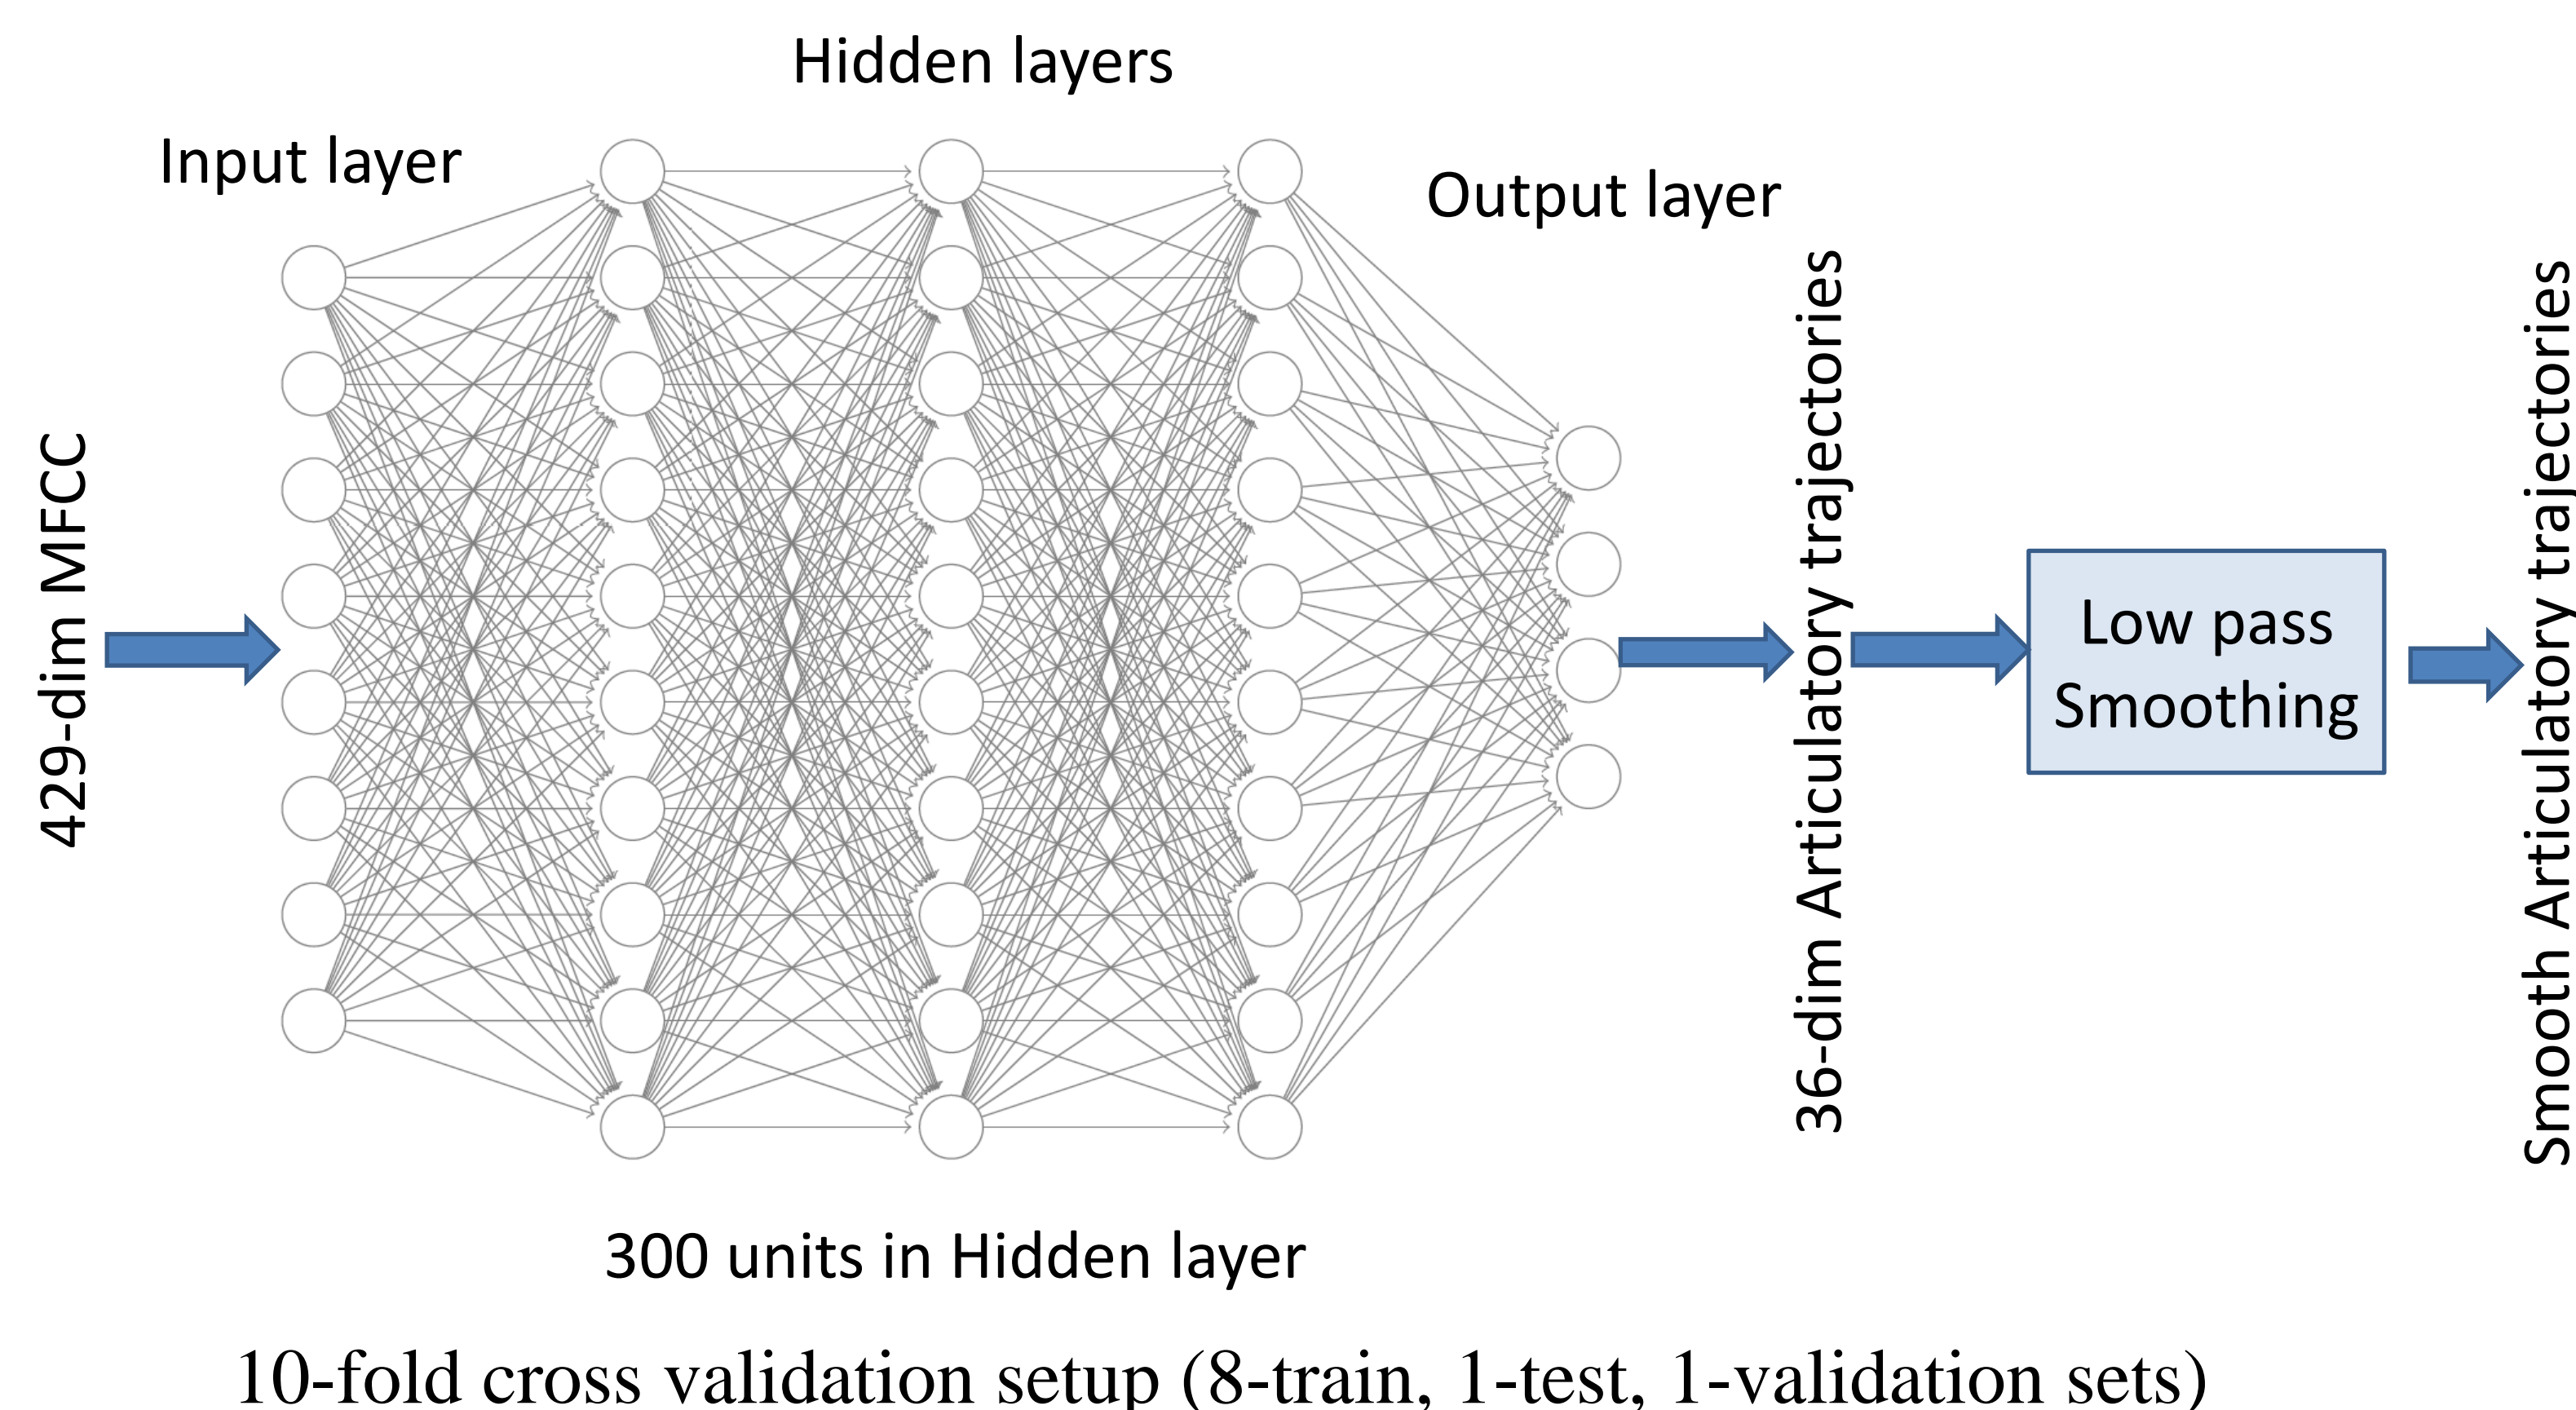 Hidden layers
Input layer
Output layer
429-dim MFCC
36-dim Articulatory trajectories
Low pass
Smoothing
Smooth Articulatory trajectories
300 units in Hidden layer
10-fold cross validation setup (8-train, 1-test, 1-validation sets)